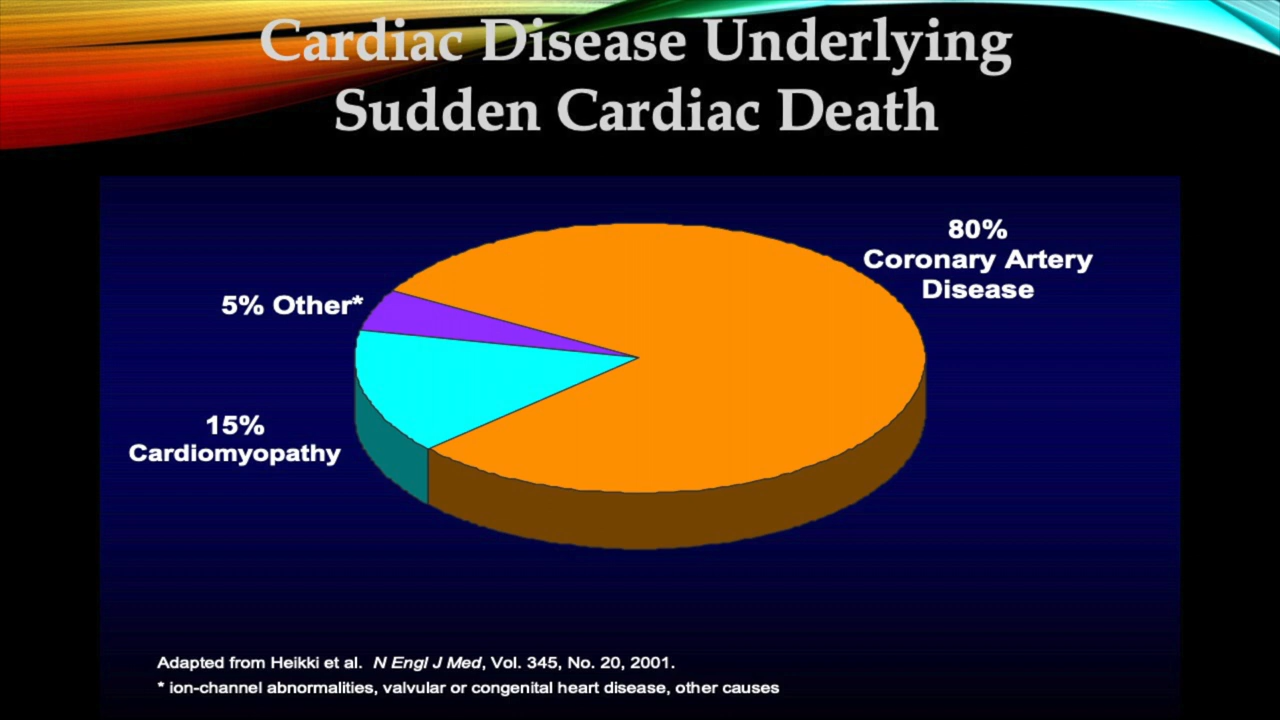 Cardiac Disease Underlying
Sudden Cardiac Death
80%
Coronary Artery
Disease
5% Other*
15%
Cardiomyopathy
Adapted from Heikki et al. N Engl J Med, Vol. 345, No. 20, 2001.
* ion-channel abnormalities, valvular or congenital heart disease, other causes